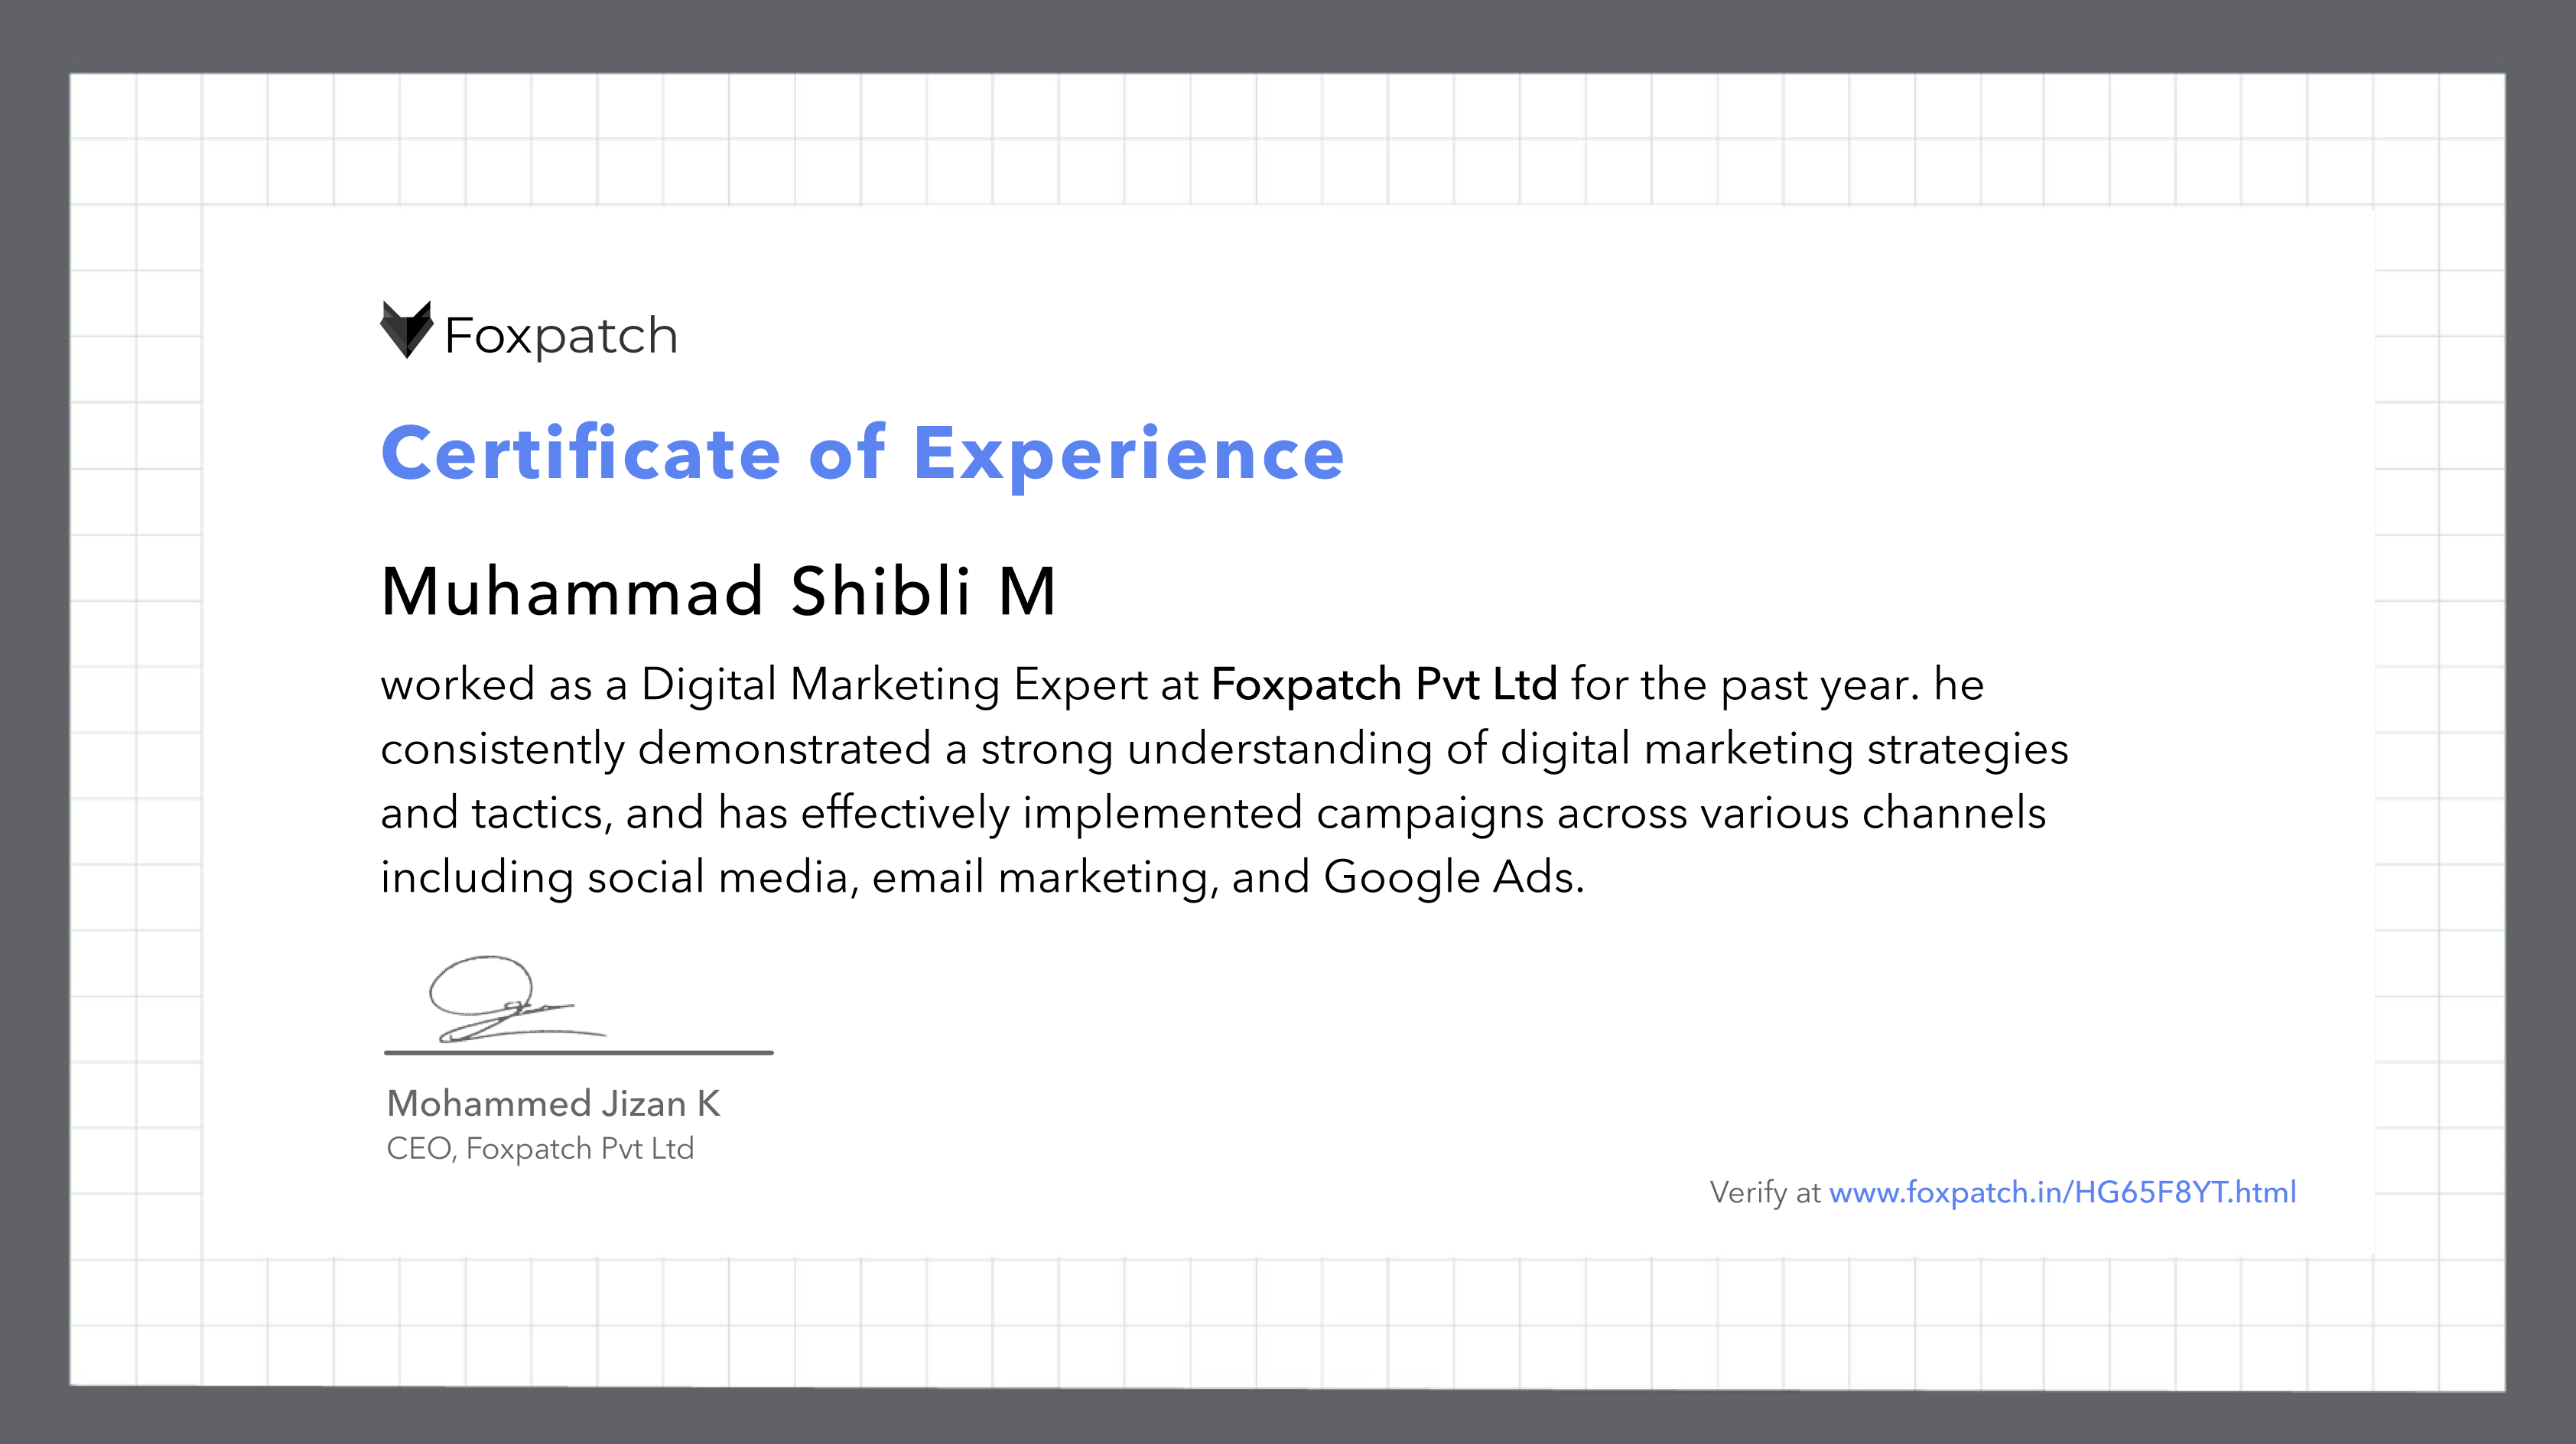 Foxpatch
Certificate of Experience
Muhammad Shibli M
worked as a Digital Marketing Expert at Foxpatch Pvt Ltd for the past year. he
consistently demonstrated a strong understanding of digital marketing strategies
and tactics, and has effectively implemented campaigns across various channels
including social media, email marketing, and Google Ads.
Mohammed Jizan K
CEO, Foxpatch Pvt Ltd
Verify at www.foxpatch.in/HG65F8YT.html